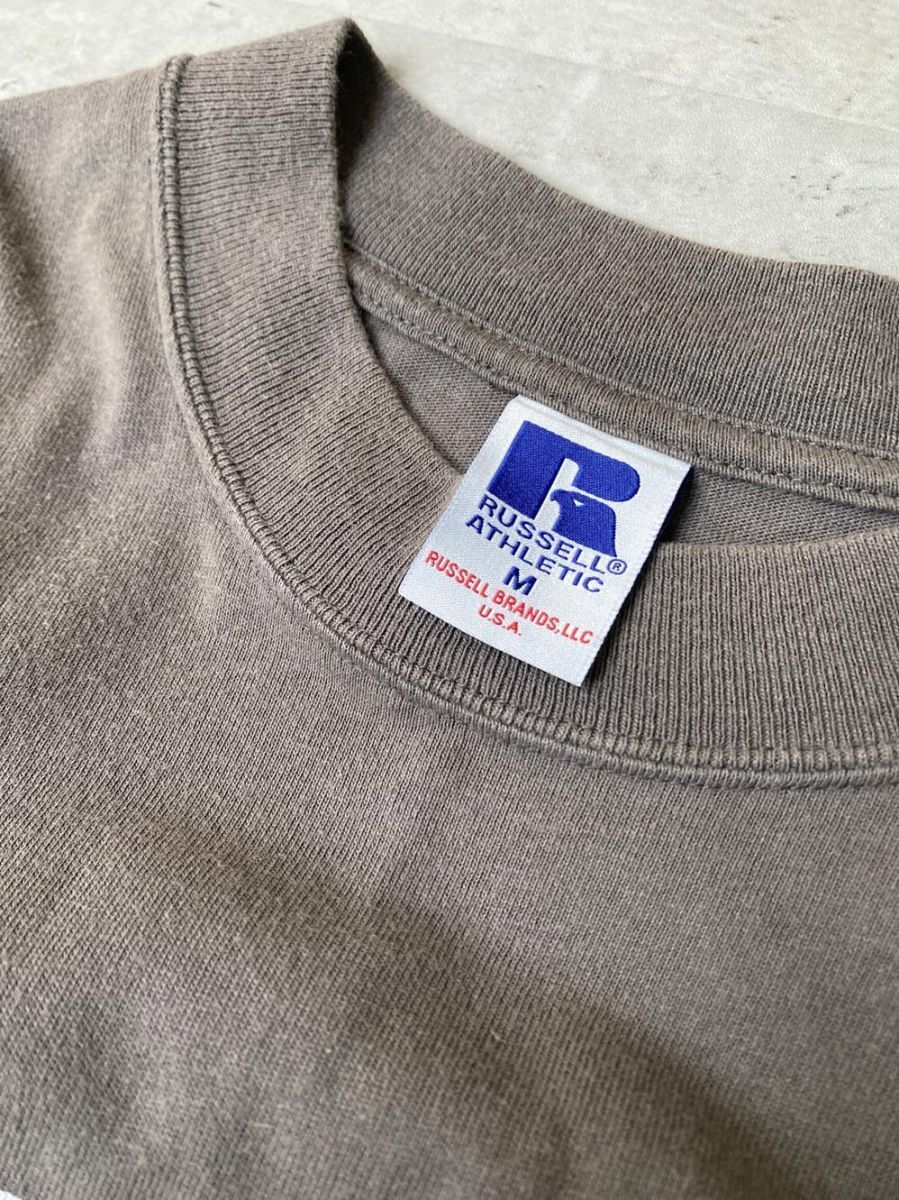 R
RUSSELL®
ATHLETIC
M
RUSSELL BRANDS,LLC
U.S.A.